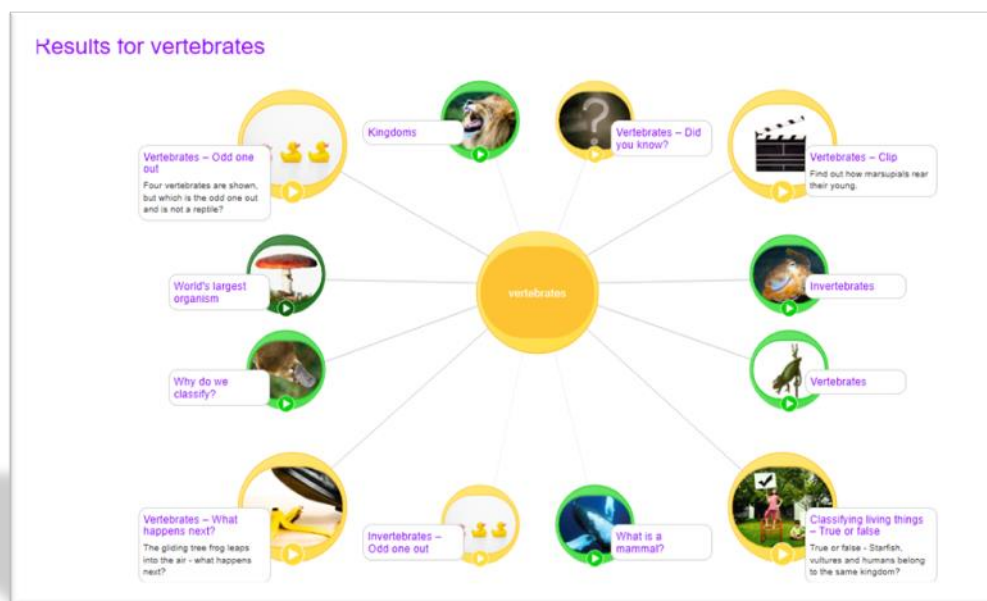 Results for vertebrates
Kingdoms
Vertebrates – Did
you know?
Vertebrates – Odd one
out
Four vertebrates are shown,
but which is the odd one out
and is not a reptile?
Vertebrates – Clip
Find out how marsupials rear
their young.
World's largest
organism
vertebrates
Invertebrates
Why do we
classify?
Vertebrates
Vertebrates – What
happens next?
The gliding tree frog leaps
into the air - what happens
next?
Invertebrates –
Odd one out
What is a
mammal?
Classifying living things
– True or false
True or false - Starfish,
vultures and humans belong
to the same kingdom?